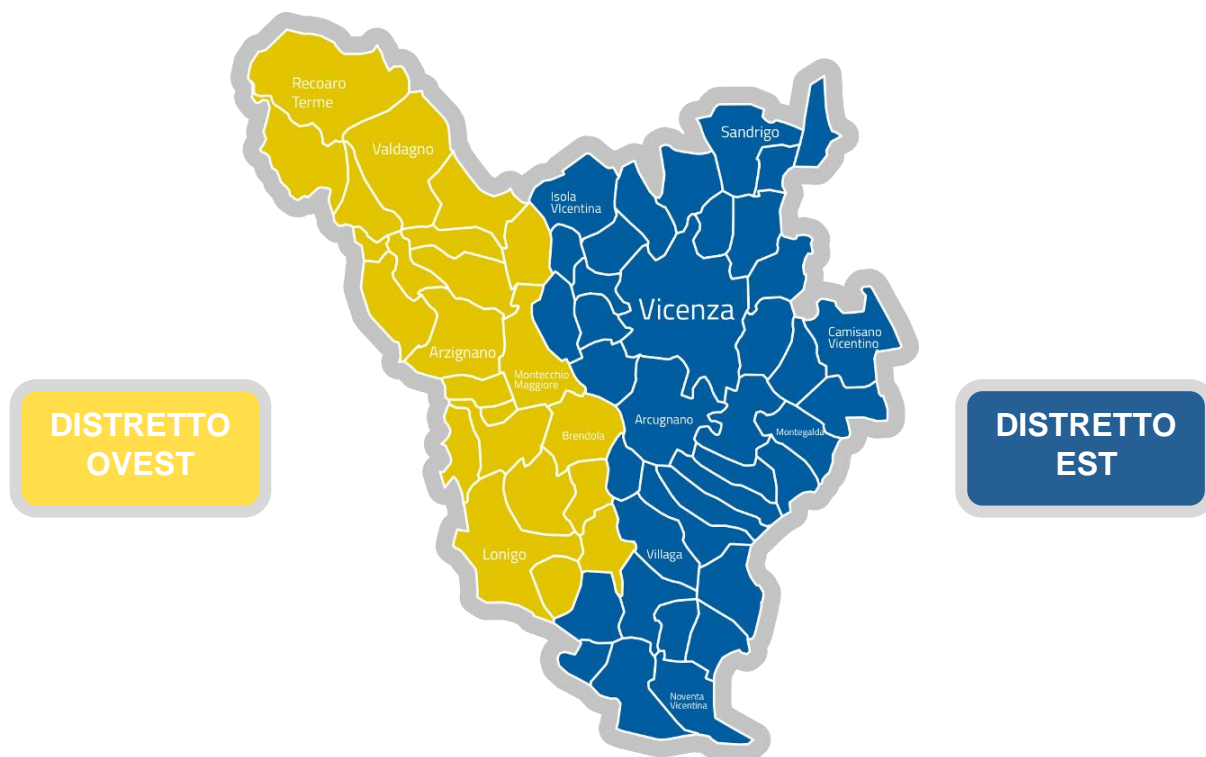 Recoaro
Terme
Valdagno
Sandrigo
Isola
VIcentina
Vicenza
Camisano
Vicentino
Arzignano
Montecchio
Maggiore
DISTRETTO
OVEST
Arcugnano
Brendola
Montegalda
DISTRETTO
EST
Lonigo
Villaga
Noventa
Vicentina